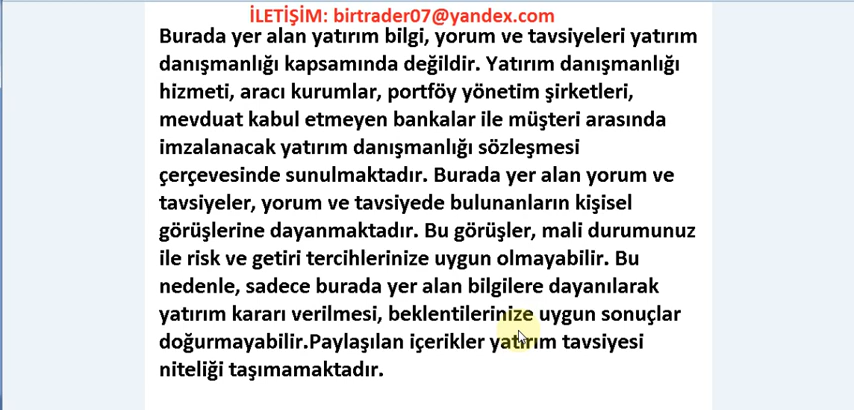 İLETİŞİM: birtrader07@yandex.com
Burada yer alan yatırım bilgi, yorum ve tavsiyeleri yatırım
danışmanlığı kapsamında değildir. Yatırım danışmanlığı
hizmeti, aracı kurumlar, portföy yönetim şirketleri,
mevduat kabul etmeyen bankalar ile müşteri arasında
imzalanacak yatırım danışmanlığı sözleşmesi
çerçevesinde sunulmaktadır. Burada yer alan yorum ve
tavsiyeler, yorum ve tavsiyede bulunanların kişisel
görüşlerine dayanmaktadır. Bu görüşler, mali durumunuz
ile risk ve getiri tercihlerinize uygun olmayabilir. Bu
nedenle, sadece burada yer alan bilgilere dayanılarak
yatırım kararı verilmesi, beklentilerinize uygun sonuçlar
doğurmayabilir.Paylaşılan içerikler yatırım tavsiyesi
niteliği taşımamaktadır.